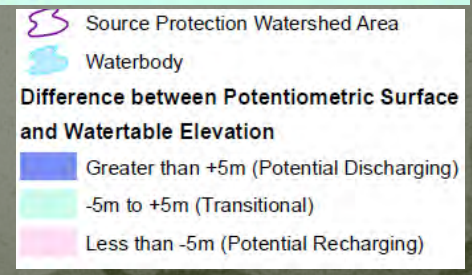 Source Protection Watershed Area
Waterbody
Difference between Potentiometric Surface
and Watertable Elevation
Greater than +5m (Potential Discharging)
-5m to +5m (Transitional)
Less than -5m (Potential Recharging)